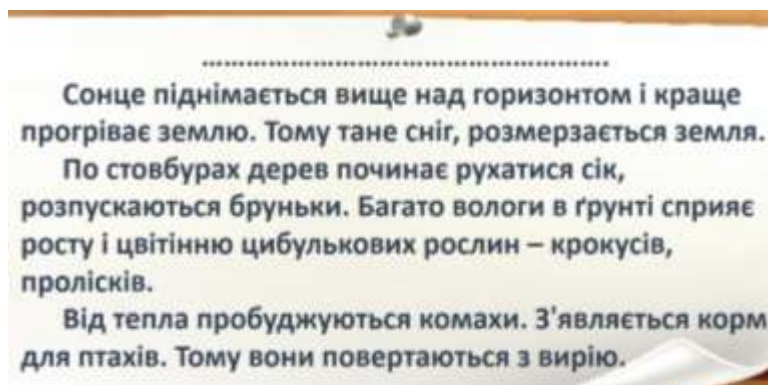 ........................................................
Сонце піднімається вище над горизонтом і краще
прогріває землю. Тому тане сніг, розмерзається земля.
По стовбурах дерев починає рухатися сік,
розпускаються бруньки. Багато вологи в ґрунті сприяє
росту і цвітінню цибулькових рослин – крокусів,
пролісків.
Від тепла пробуджуються комахи. З'являється корм
для птахів. Тому вони повертаються з вирію.